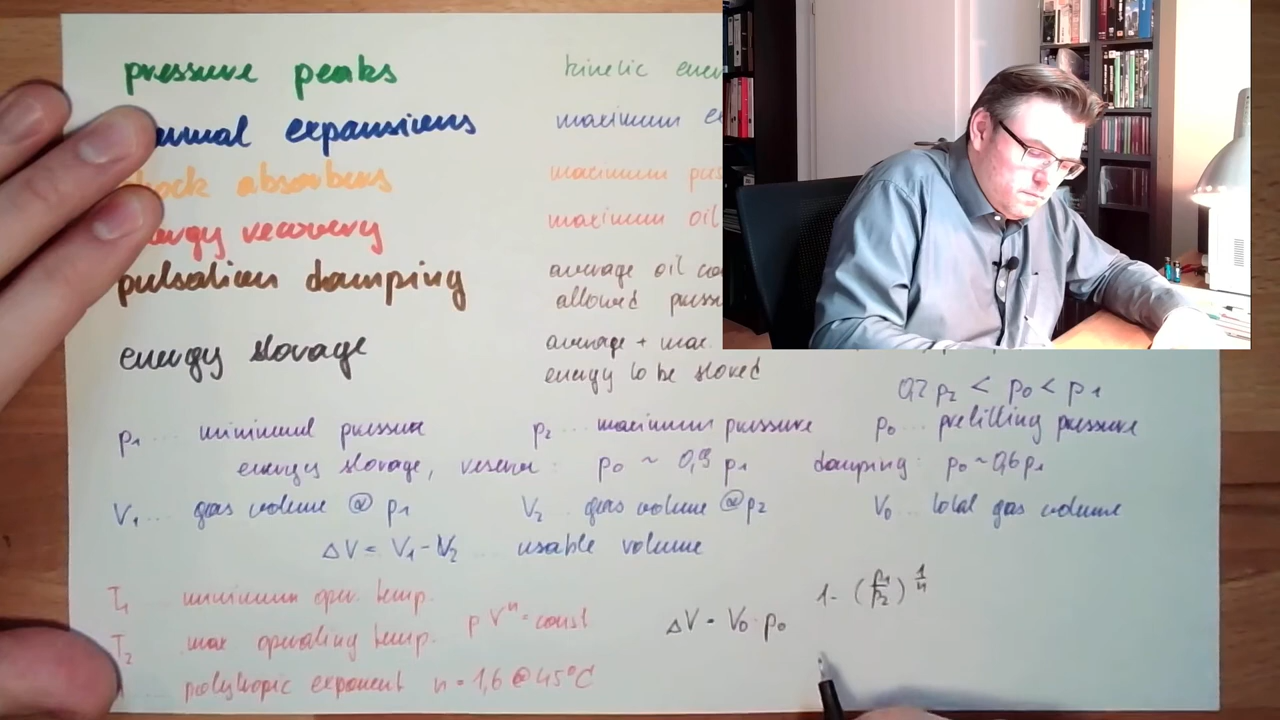 pressure peaks kinetic ener
expansions maximum e
absorbers maximum pres
recovery maximum oil
pulsation damping average oil
allowed press
energy storage average + max.
energy to be stored
0,2 p2 < p0 < p1
p1 ... minimum pressure p2 ... maximum pressure p0 ... prefilling pressure
energy storage, reserve: p0 ~ 0,9 p1 damping: p0 ~ 0,6 p1
V1 ... gas volume @ p1 V2 ... gas volume @ p2 V0 ... total gas volume
ΔV = V1 - V2 ... usable volume
T1 minimum oper. temp.
1 - (p1/p2)^(1/n)
p V^n = const
ΔV = V0 · p0
T2 max operating temp.
polytropic exponent n = 1,6 @ 45°C